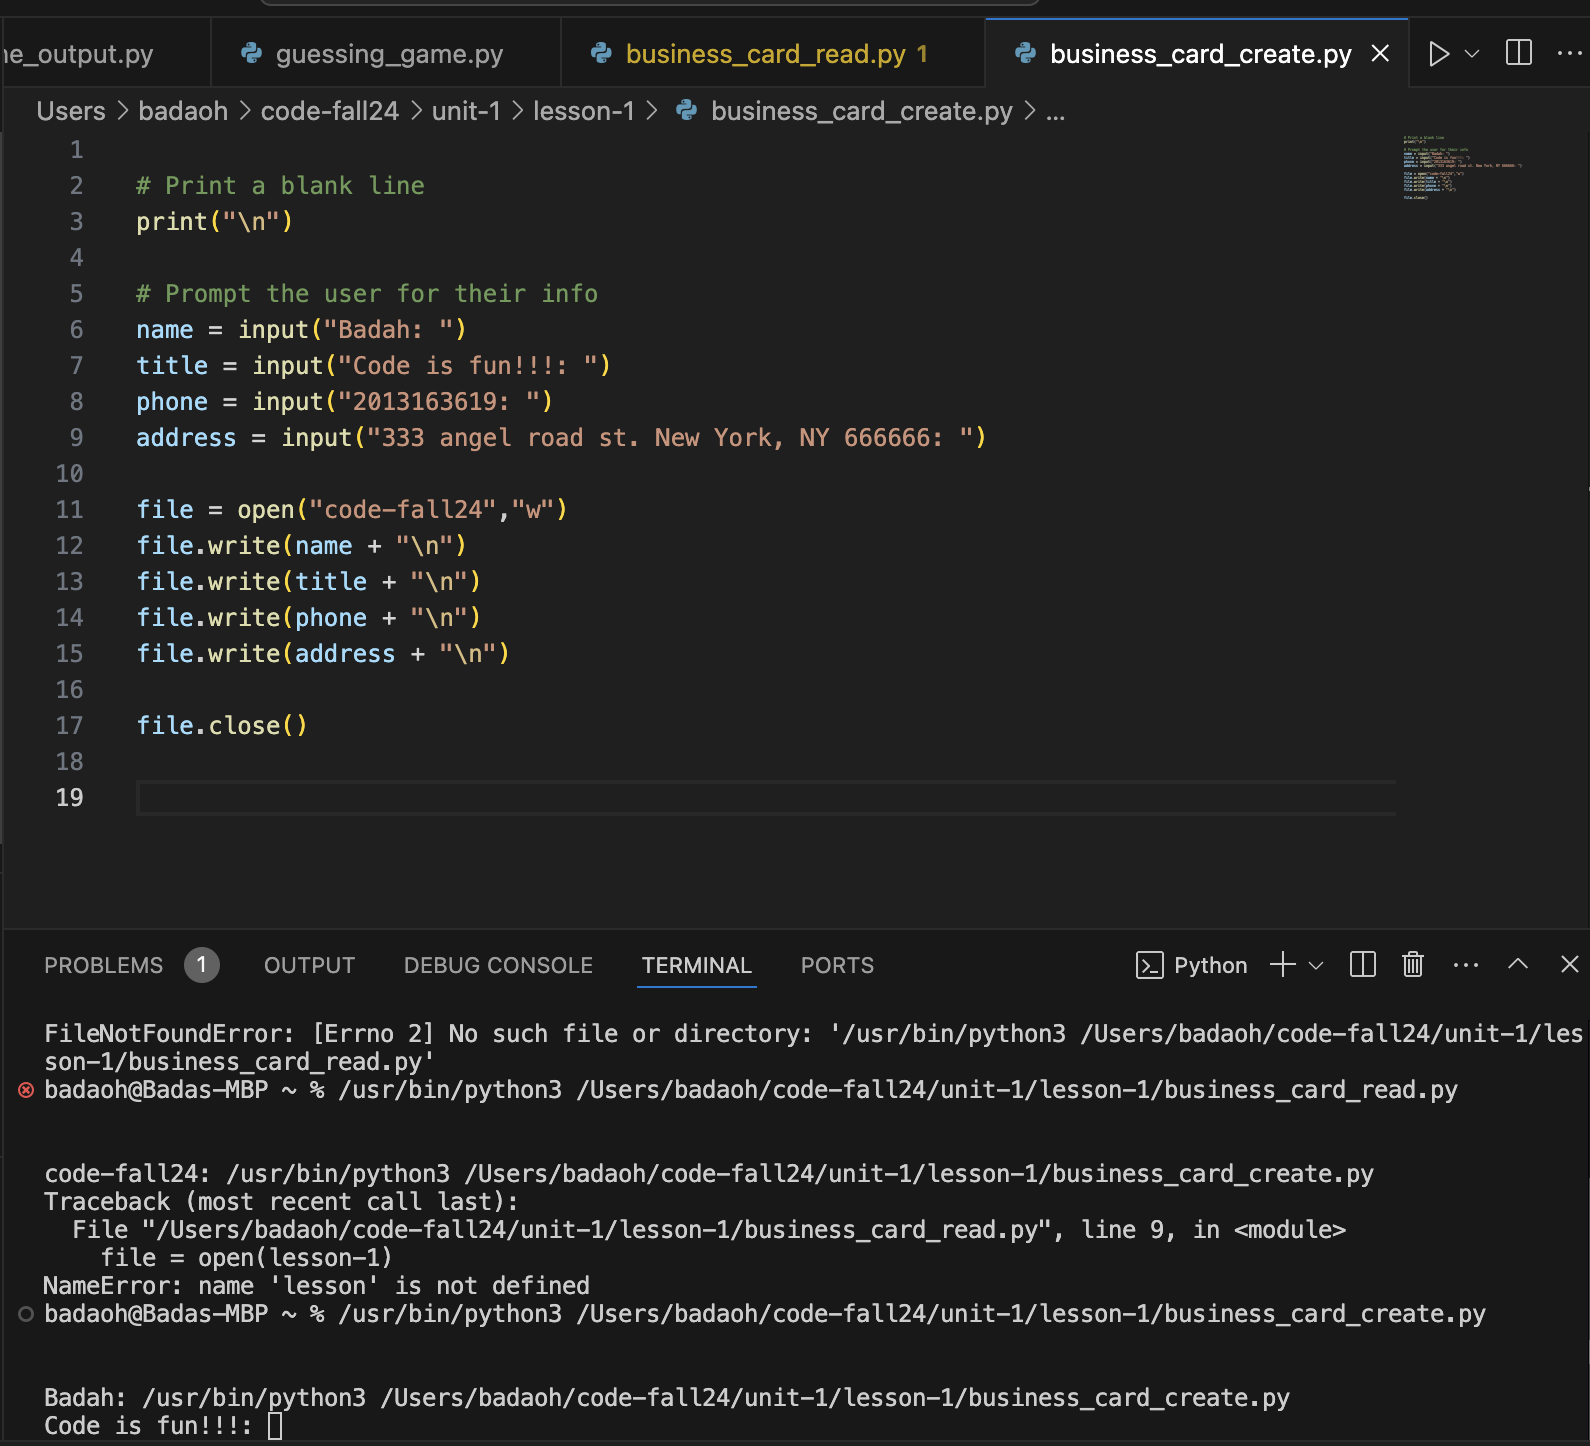 ne_output.py guessing_game.py business_card_read.py 1 business_card_create.py
Users > badaoh > code-fall24 > unit-1 > lesson-1 > business_card_create.py > ...
1
2 # Print a blank line
3 print("\n")
4
5 # Prompt the user for their info
6 name = input("Badah: ")
7 title = input("Code is fun!!!: ")
8 phone = input("2013163619: ")
9 address = input("333 angel road st. New York, NY 666666: ")
10
11 file = open("code-fall24","w")
12 file.write(name + "\n")
13 file.write(title + "\n")
14 file.write(phone + "\n")
15 file.write(address + "\n")
16
17 file.close()
18
19
PROBLEMS 1 OUTPUT DEBUG CONSOLE TERMINAL PORTS Python
FileNotFoundError: [Errno 2] No such file or directory: '/usr/bin/python3 /Users/badaoh/code-fall24/unit-1/les
son-1/business_card_read.py'
badaoh@Badas-MBP ~ % /usr/bin/python3 /Users/badaoh/code-fall24/unit-1/lesson-1/business_card_read.py
code-fall24: /usr/bin/python3 /Users/badaoh/code-fall24/unit-1/lesson-1/business_card_create.py
Traceback (most recent call last):
File "/Users/badaoh/code-fall24/unit-1/lesson-1/business_card_read.py", line 9, in <module>
file = open(lesson-1)
NameError: name 'lesson' is not defined
badaoh@Badas-MBP ~ % /usr/bin/python3 /Users/badaoh/code-fall24/unit-1/lesson-1/business_card_create.py
Badah: /usr/bin/python3 /Users/badaoh/code-fall24/unit-1/lesson-1/business_card_create.py
Code is fun!!!: